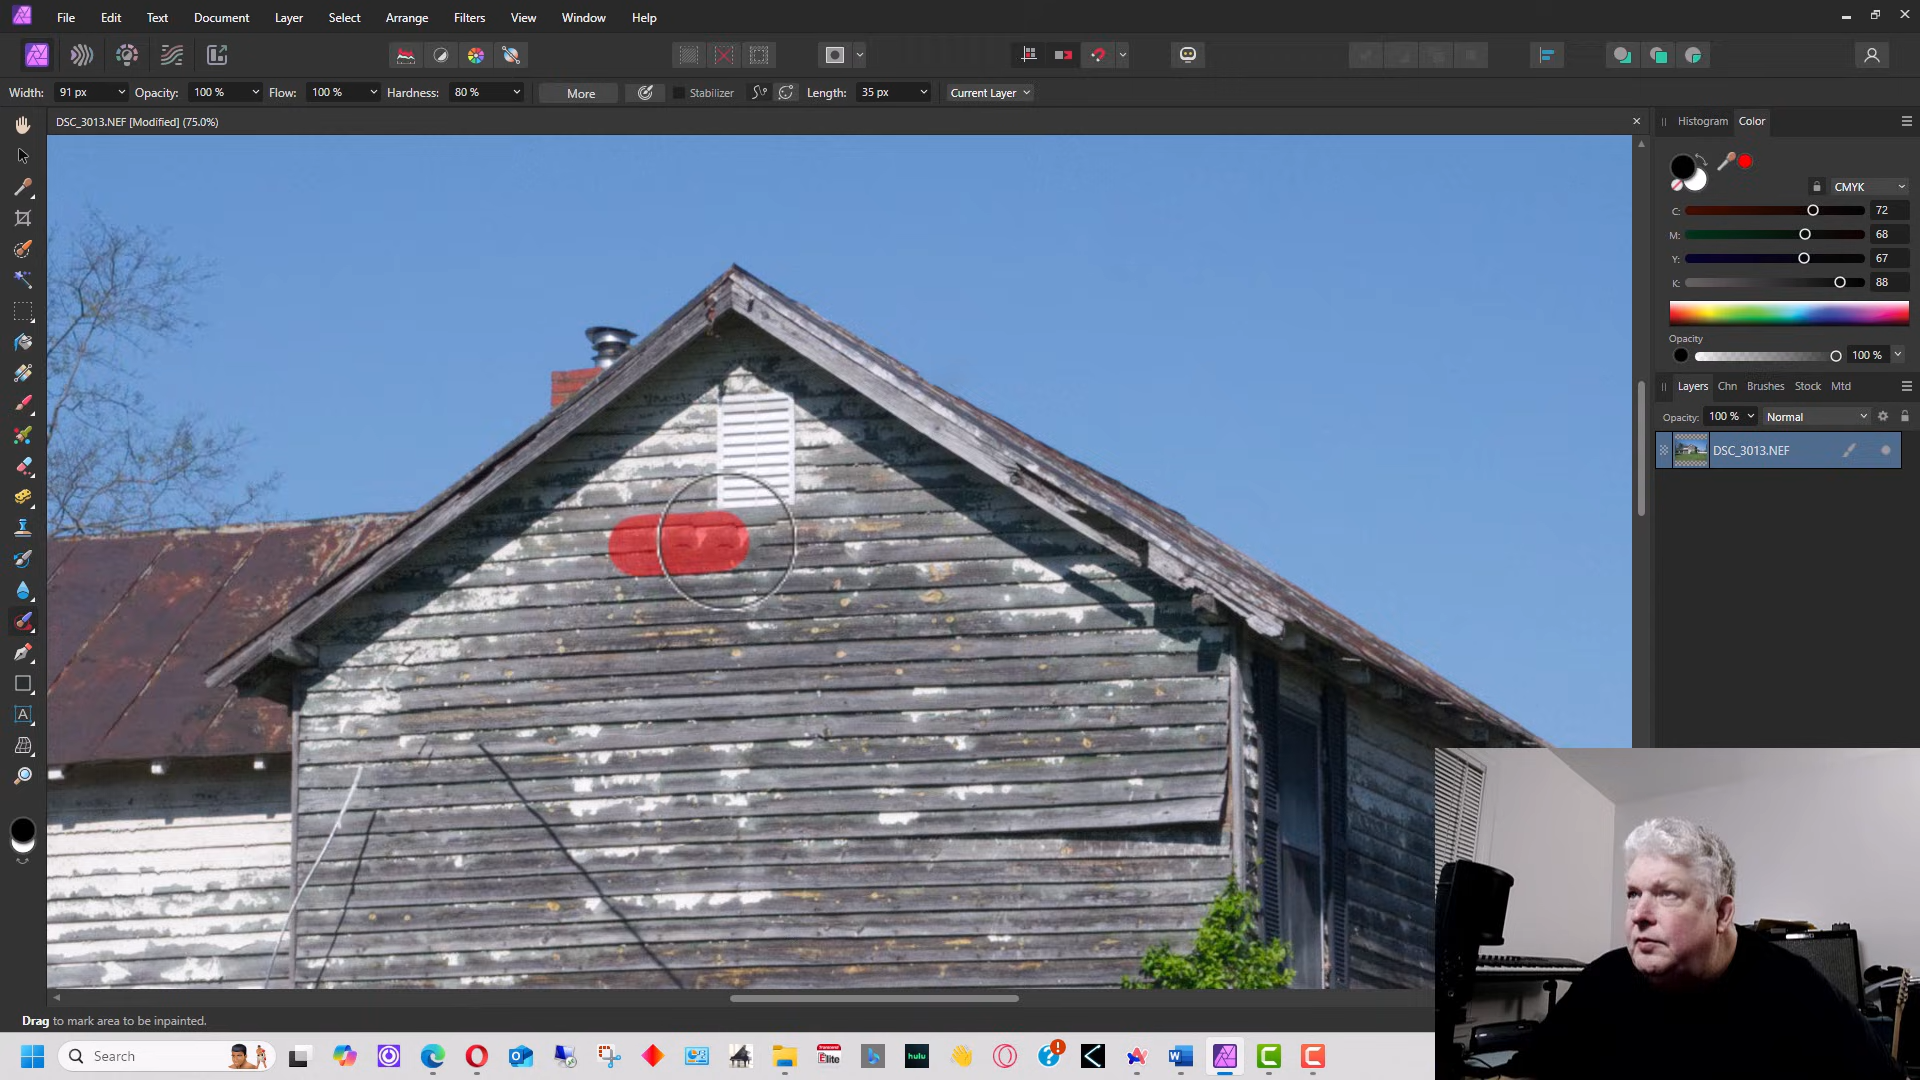 File Edit Text Document Layer Select Arrange Filters View Window Help
Width: 91 px Opacity: 100 % Flow: 100 % Hardness: 80 % More Stabilizer Length: 35 px Current Layer
DSC_3013.NEF [Modified] (75.0%)
Histogram Color
CMYK
C: 72
M: 68
Y: 67
K: 88
Opacity
100 %
Layers Chn Brushes Stock Mtd
Opacity: 100 % Normal
DSC_3013.NEF
A
Drag to mark area to be inpainted.
Search
hulu
Elite
W